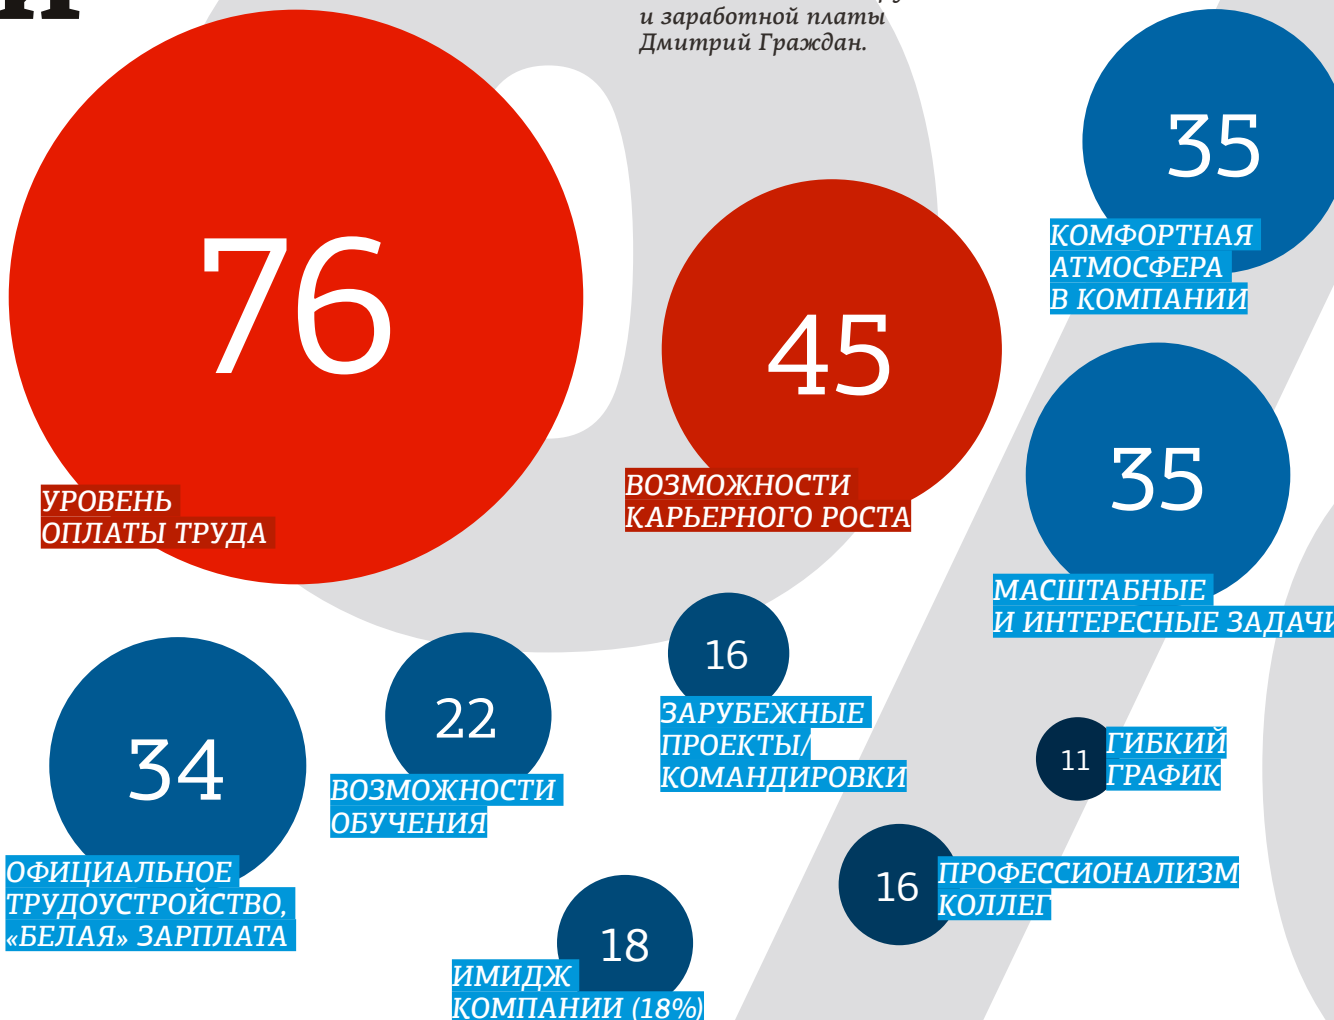 и заработной платы
Дмитрий Граждан.
76
УРОВЕНЬ
ОПЛАТЫ ТРУДА
45
ВОЗМОЖНОСТИ
КАРЬЕРНОГО РОСТА
35
КОМФОРТНАЯ
АТМОСФЕРА
В КОМПАНИИ
35
МАСШТАБНЫЕ
И ИНТЕРЕСНЫЕ ЗАДАЧИ
34
ОФИЦИАЛЬНОЕ
ТРУДОУСТРОЙСТВО,
«БЕЛАЯ» ЗАРПЛАТА
22
ВОЗМОЖНОСТИ
ОБУЧЕНИЯ
16
ЗАРУБЕЖНЫЕ
ПРОЕКТЫ/
КОМАНДИРОВКИ
11
ГИБКИЙ
ГРАФИК
16
ПРОФЕССИОНАЛИЗМ
КОЛЛЕГ
18
ИМИДЖ
КОМПАНИИ (18%)